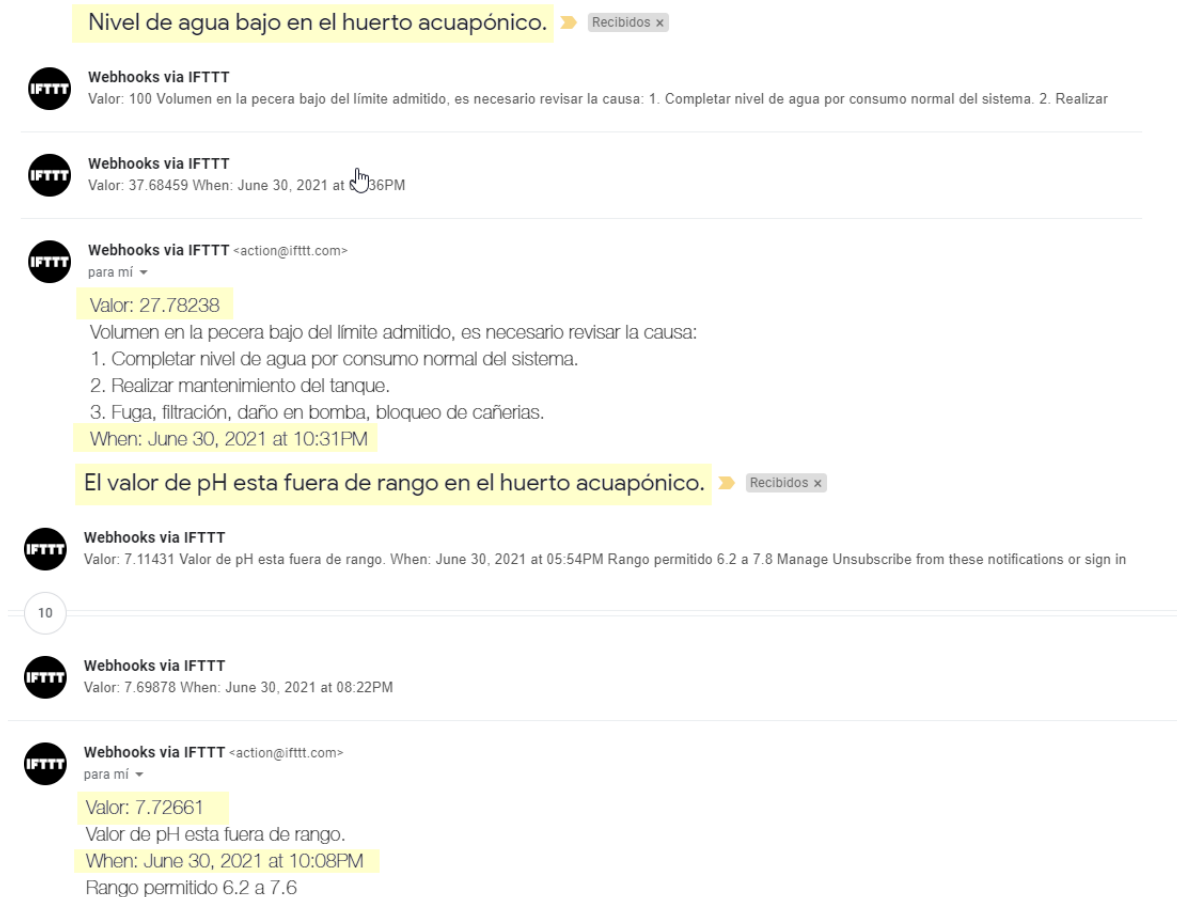 Nivel de agua bajo en el huerto acuapónico. Recibidos x
IFTTT
Webhooks via IFTTT
Valor: 100 Volumen en la pecera bajo del límite admitido, es necesario revisar la causa: 1. Completar nivel de agua por consumo normal del sistema. 2. Realizar
IFTTT
Webhooks via IFTTT
Valor: 37.68459 When: June 30, 2021 at 36PM
IFTTT
Webhooks via IFTTT <action@ifttt.com>
para mí
Valor: 27.78238
Volumen en la pecera bajo del límite admitido, es necesario revisar la causa:
1. Completar nivel de agua por consumo normal del sistema.
2. Realizar mantenimiento del tanque.
3. Fuga, filtración, daño en bomba, bloqueo de cañerias.
When: June 30, 2021 at 10:31PM
El valor de pH esta fuera de rango en el huerto acuapónico. Recibidos x
IFTTT
Webhooks via IFTTT
Valor: 7.11431 Valor de pH esta fuera de rango. When: June 30, 2021 at 05:54PM Rango permitido 6.2 a 7.8 Manage Unsubscribe from these notifications or sign in
10
IFTTT
Webhooks via IFTTT
Valor: 7.69878 When: June 30, 2021 at 08:22PM
IFTTT
Webhooks via IFTTT <action@ifttt.com>
para mí
Valor: 7.72661
Valor de pH esta fuera de rango.
When: June 30, 2021 at 10:08PM
Rango permitido 6.2 a 7.6